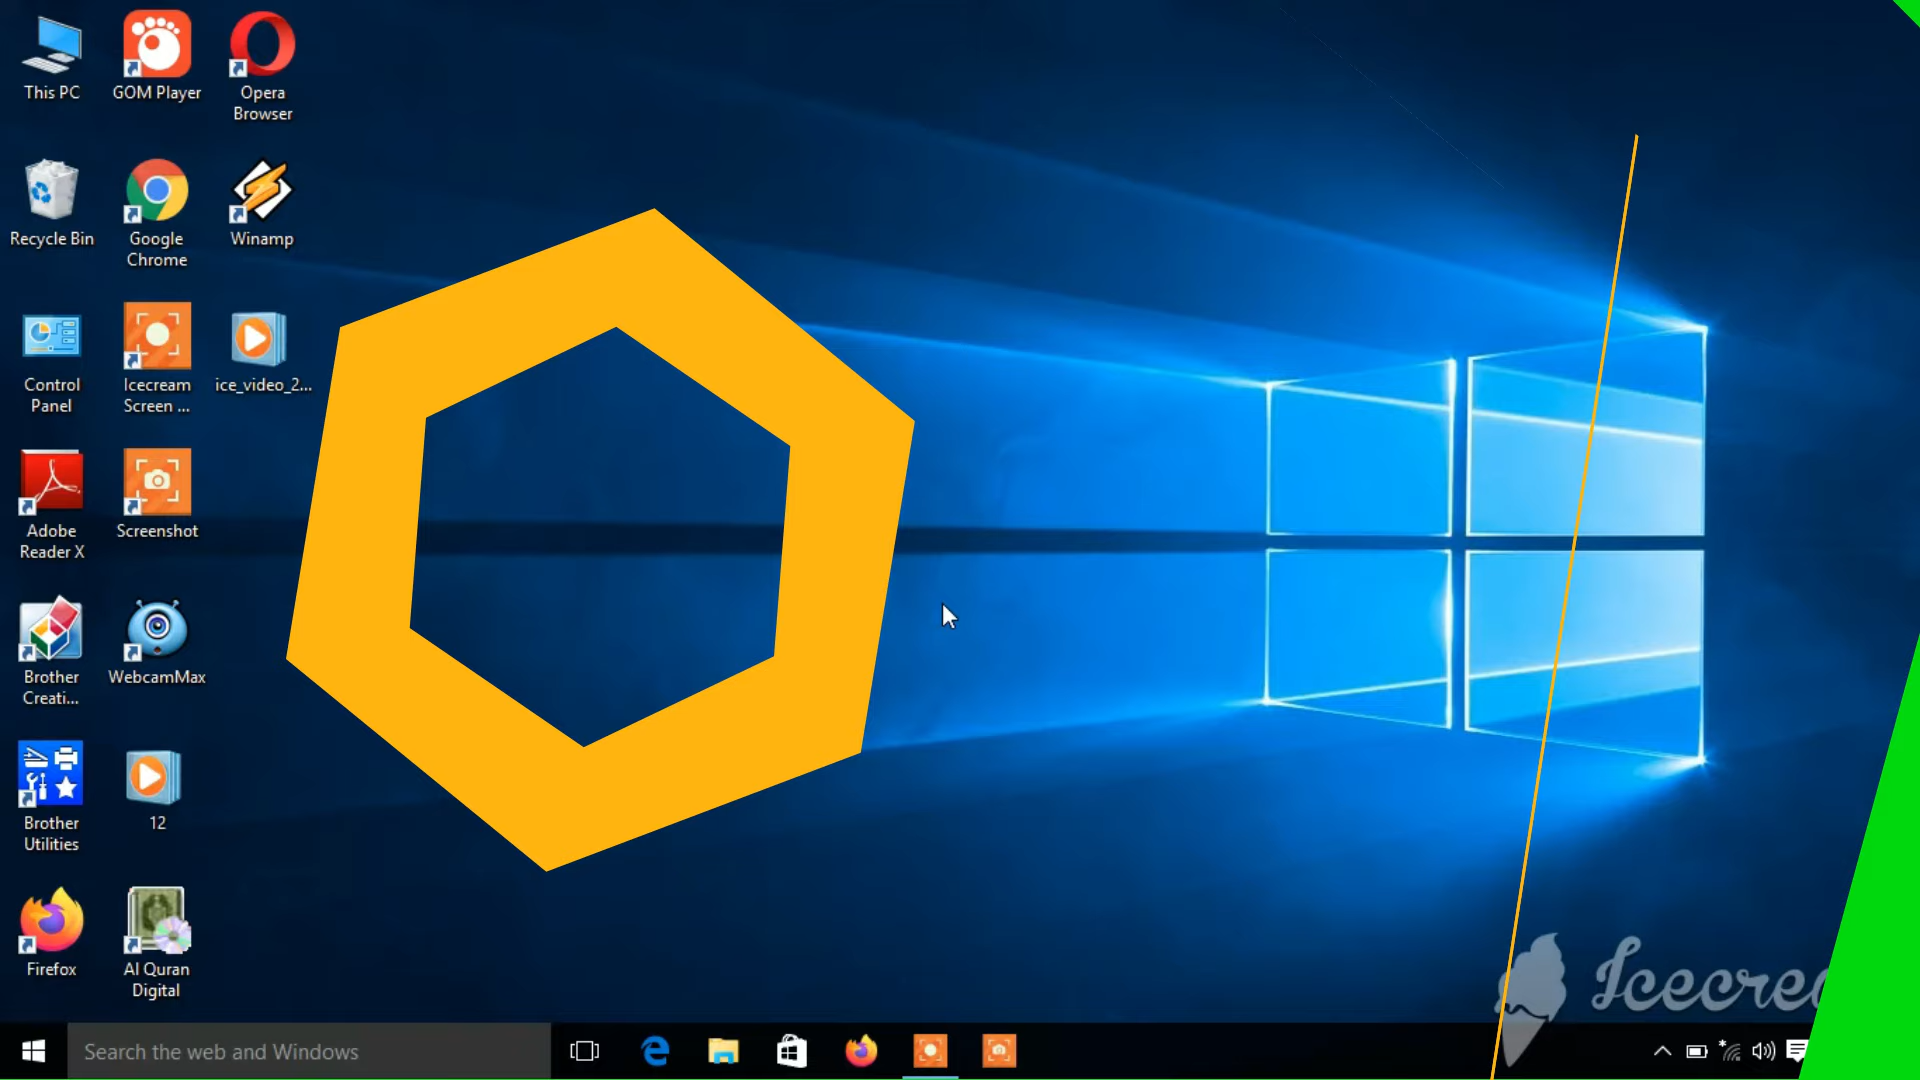 This PC
GOM Player
Opera
Browser
Recycle Bin
Google
Chrome
Winamp
Control
Panel
Icecream
Screen ...
ice_video_2...
Adobe
Reader X
Screenshot
Brother
Creati...
WebcamMax
Brother
Utilities
12
Firefox
Al Quran
Digital
Icecrea
Search the web and Windows